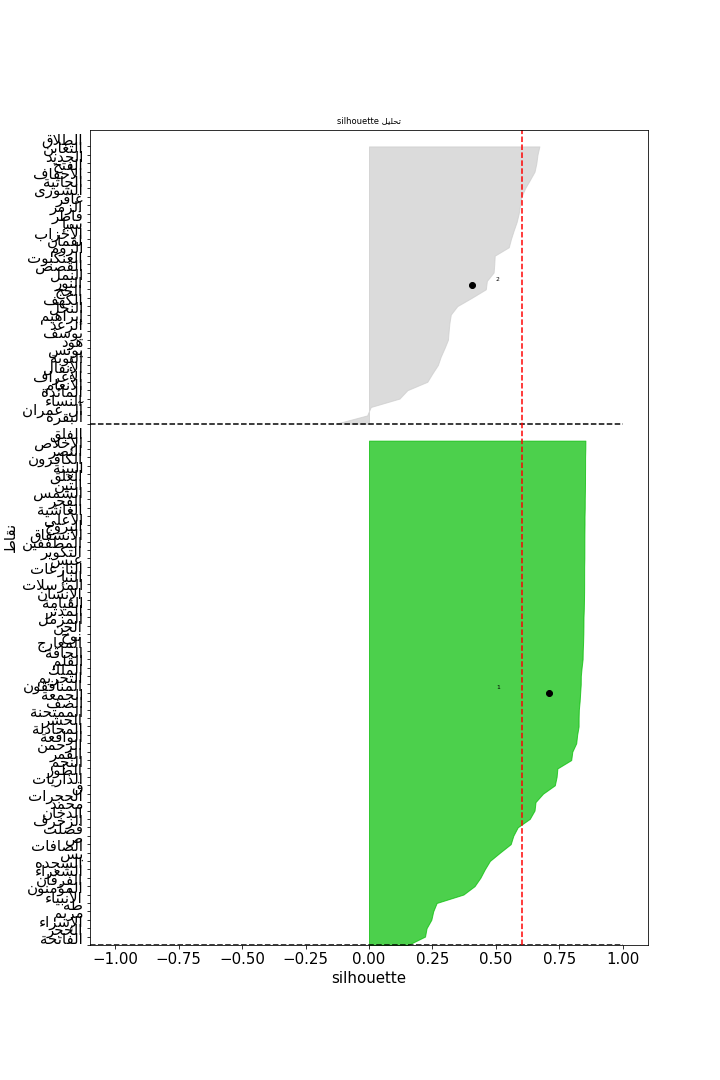 تحليل silhouette
الطلاق
التغابن
الحديد
الفتح
الأحقاف
الجاثية
الشورى
غافر
الزمر
فاطر
سبأ
الأحزاب
لقمان
الروم
العنكبوت
القصص
النمل
النور
الحج
الكهف
النحل
إبراهيم
الرعد
يوسف
هود
يونس
التوبة
الأنفال
الأعراف
الأنعام
المائدة
النساء
آل عمران
البقرة
الفلق
الإخلاص
النصر
الكافرون
البينة
العلق
التين
الشمس
الفجر
الغاشية
الأعلى
البروج
الانشقاق
المطففين
التكوير
عبس
النازعات
النبأ
المرسلات
الإنسان
القيامة
المدثر
المزمل
الجن
نوح
المعارج
الحاقة
القلم
الملك
التحريم
المنافقون
الجمعة
الصف
الممتحنة
الحشر
المجادلة
الواقعة
الرحمن
القمر
النجم
الطور
الذاريات
ق
الحجرات
محمد
الدخان
الزخرف
فصلت
ص
الصافات
يس
السجدة
الشعراء
الفرقان
المؤمنون
الأنبياء
طه
مريم
الإسراء
الحجر
الفاتحة
نقاط
2
1
−1.00 −0.75 −0.50 −0.25 0.00 0.25 0.50 0.75 1.00
silhouette